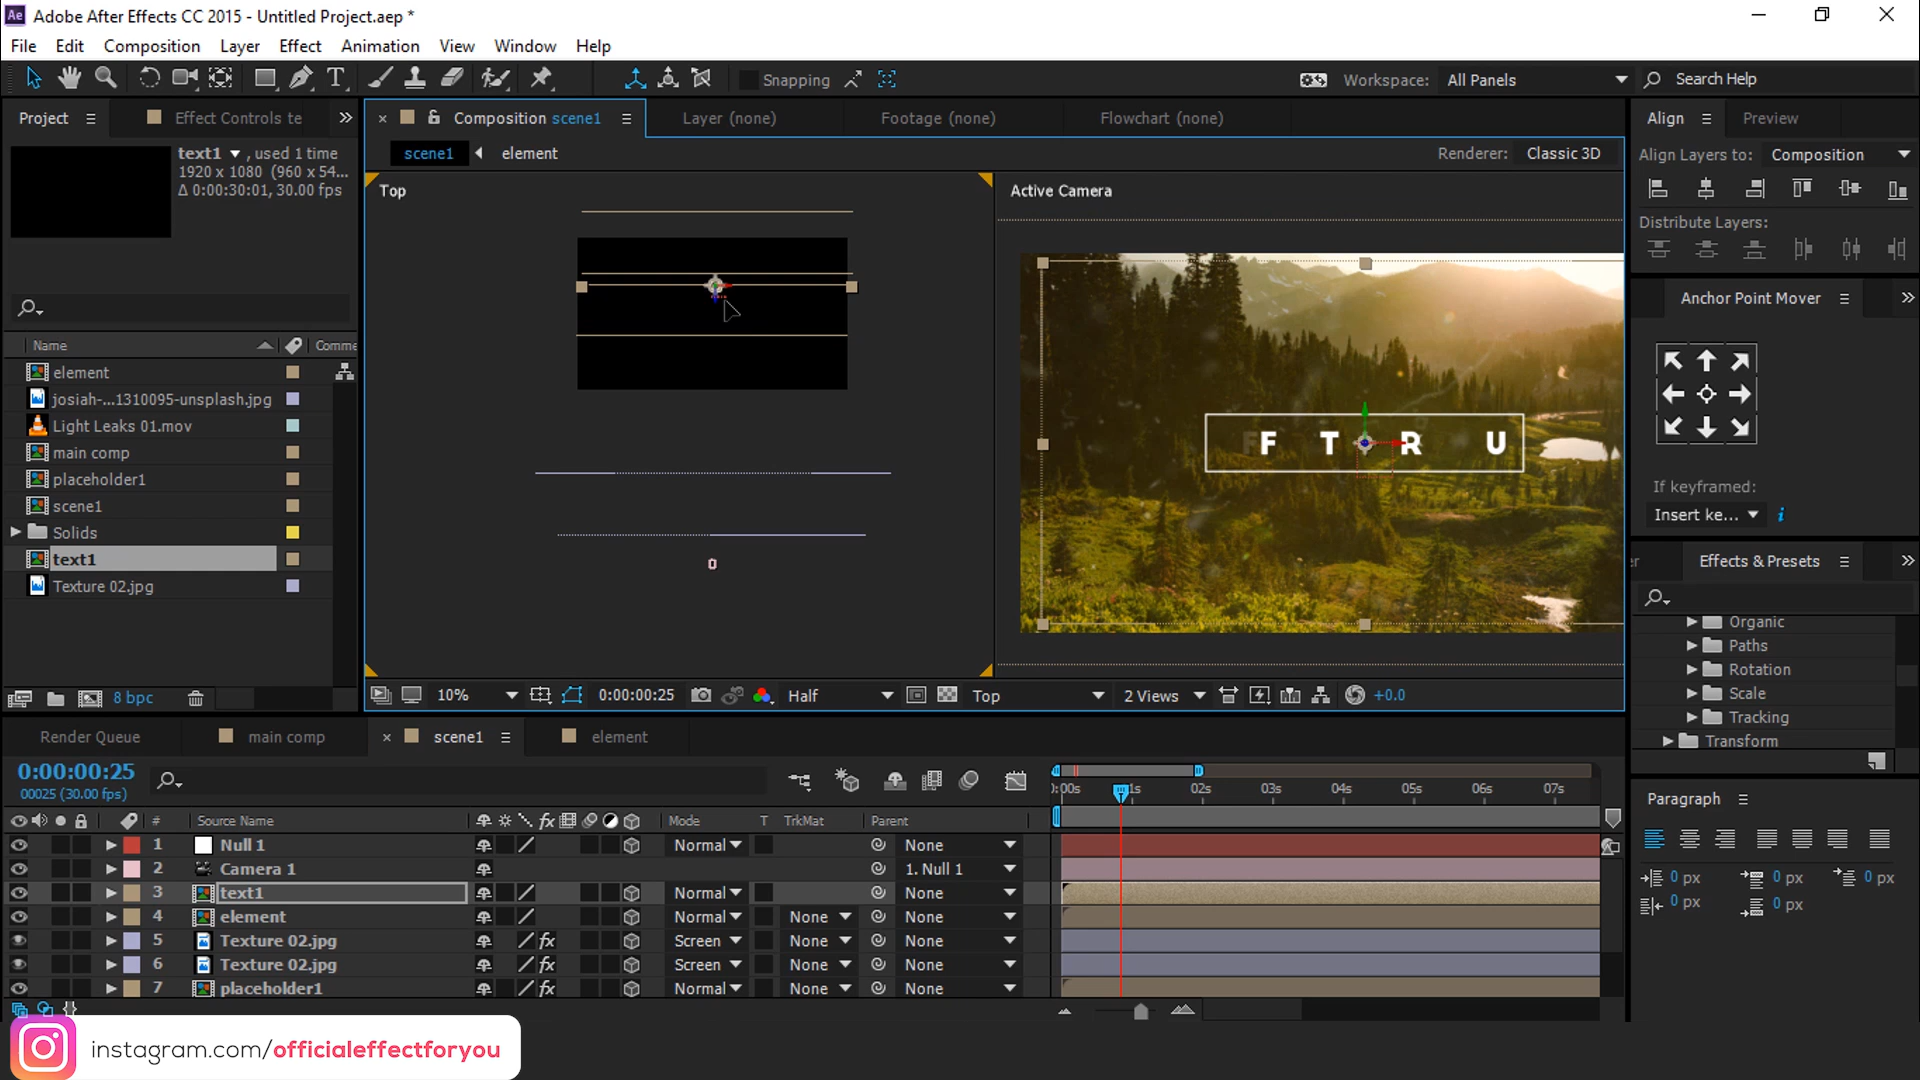 Ae Adobe After Effects CC 2015 - Untitled Project.aep *
File Edit Composition Layer Effect Animation View Window Help
T Snapping Workspace: All Panels Search Help
Project Effect Controls te Composition scene1 Layer (none) Footage (none) Flowchart (none) Align Preview
scene1 element Renderer: Classic 3D
text1 , used 1 time
1920 x 1080 (960 x 54...
Δ 0:00:30:01, 30.00 fps)
Align Layers to: Composition
Distribute Layers:
Top
Active Camera
F F T R U
Anchor Point Mover
If keyframed:
Insert ke...
Name Comme
element
josiah-...1310095-unsplash.jpg
Light Leaks 01.mov
main comp
placeholder1
scene1
Solids
text1
Texture 02.jpg
er Effects & Presets
Organic
Paths
Rotation
Scale
Tracking
Transform
8 bpc
10% 0:00:00:25 Half Top 2 Views +0.0
Render Queue main comp scene1 element
0:00:00:25
00025 (30.00 fps)
):00s 1s 02s 03s 04s 05s 06s 07s
# Source Name fx Mode T TrkMat Parent
1 Null 1 Normal None
2 Camera 1 1. Null 1
3 text1 Normal None
4 element Normal None None
5 Texture 02.jpg fx Screen None None
6 Texture 02.jpg fx Screen None None
7 placeholder1 fx Normal None None
Paragraph
0 px 0 px 0 px
0 px 0 px
instagram.com/officialeffectforyou